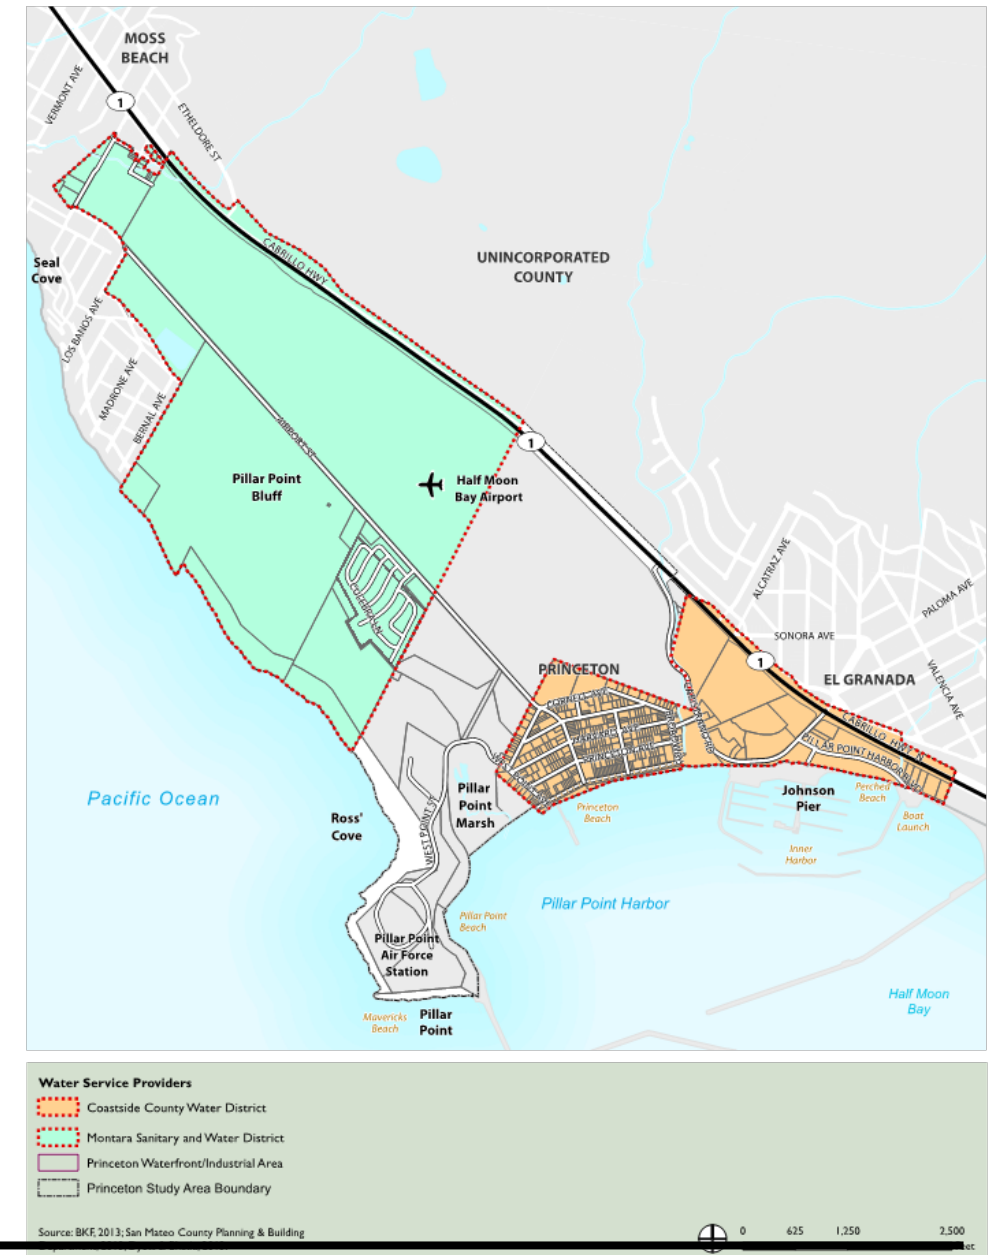 MOSS
BEACH
VERMONT AVE
1
ETHELDORE ST
UNINCORPORATED
COUNTY
CABRILLO HWY
Seal
Cove
LOS BANOS AVE
MADRONE AVE
BERNAL AVE
AIRPORT ST
1
Pillar Point
Bluff
Half Moon
Bay Airport
ALCATRAZ AVE
PALOMA AVE
CULEBRA LN
SONORA AVE
1
PRINCETON
EL GRANADA
VALENCIA AVE
CORNELL AVE
CABRILLO HWY N
PILLAR POINT HARBOR BLVD
Pillar
Point
Marsh
Johnson
Pier
Perched
Beach
Boat
Launch
Pacific Ocean
Princeton
Beach
Ross'
Cove
WEST POINT ST
Inner
Harbor
Pillar Point Harbor
Pillar Point
Beach
Pillar Point
Air Force
Station
Half Moon
Bay
Mavericks
Beach
Pillar
Point
Water Service Providers
Coastside County Water District
Montara Sanitary and Water District
Princeton Waterfront/Industrial Area
Princeton Study Area Boundary
Source: BKF, 2013; San Mateo County Planning & Building
0 625 1,250 2,500